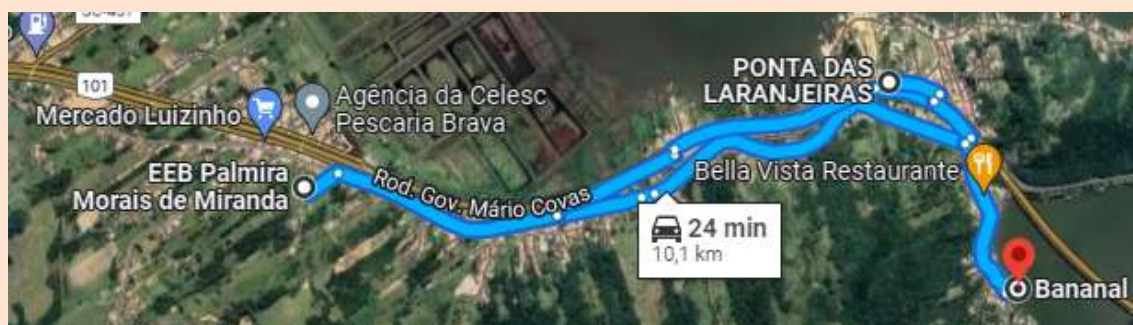 101
Mercado Luizinho
Agência da Celesc
Pescaria Brava
EEB Palmira
Morais de Miranda
Rod. Gov. Mário Covas
PONTA DAS
LARANJEIRAS
Bella Vista Restaurante
24 min
10,1 km
Bananal